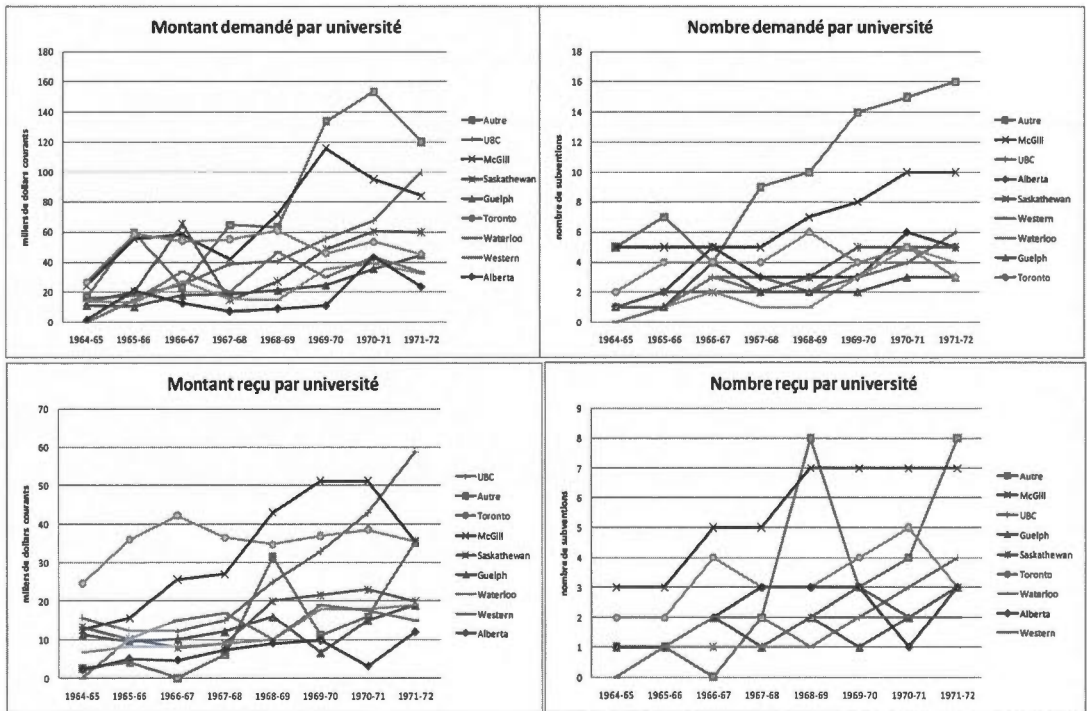 Montant demandé par université
180
160
140
120
100
80
60
40
20
0
milliers de dollars courants
1964-65 1965-66 1966-67 1967-68 1968-69 1969-70 1970-71 1971-72
Autre
UBC
McGill
Saskathewan
Guelph
Toronto
Waterloo
Western
Alberta
Nombre demandé par université
18
16
14
12
10
8
6
4
2
0
nombre de subventions
1964-65 1965-66 1966-67 1967-68 1968-69 1969-70 1970-71 1971-72
Autre
McGill
UBC
Alberta
Saskathewan
Western
Waterloo
Guelph
Toronto
Montant reçu par université
70
60
50
40
30
20
10
0
milliers de dollars courants
1964-65 1965-66 1966-67 1967-68 1968-69 1969-70 1970-71 1971-72
UBC
Autre
Toronto
McGill
Saskathewan
Guelph
Waterloo
Western
Alberta
Nombre reçu par université
9
8
7
6
5
4
3
2
1
0
nombre de subventions
1964-65 1965-66 1966-67 1967-68 1968-69 1969-70 1970-71 1971-72
Autre
McGill
UBC
Guelph
Saskathewan
Toronto
Waterloo
Alberta
Western